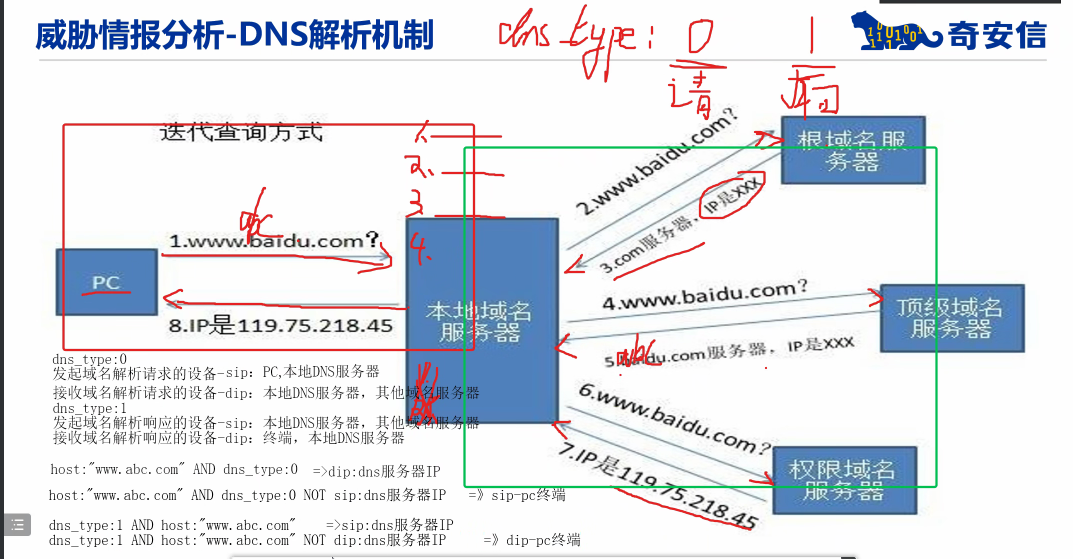 威胁情报分析-DNS解析机制
dns_type: 0 1
请
奇安信
迭代查询方式
1.
2.
3.
4.
abc
1.www.baidu.com?
PC
8.IP是119.75.218.45
本地域名
服务器
2.www.baidu.com?
3.com服务器，IP是XXX
根域名服
务器
4.www.baidu.com?
5.baidu.com服务器，IP是XXX
abc
顶级域名
服务器
6.www.baidu.com?
7.IP是119.75.218.45
权限域名
服务器
dns_type:0
发起域名解析请求的设备-sip: PC,本地DNS服务器
接收域名解析请求的设备-dip: 本地DNS服务器，其他域名服务器
dns_type:1
发起域名解析响应的设备-sip: 本地DNS服务器，其他域名服务器
接收域名解析响应的设备-dip: 终端，本地DNS服务器
host:"www.abc.com" AND dns_type:0 =>dip:dns服务器IP
host:"www.abc.com" AND dns_type:0 NOT sip:dns服务器IP =》sip-pc终端
dns_type:1 AND host:"www.abc.com" =>sip:dns服务器IP
dns_type:1 AND host:"www.abc.com" NOT dip:dns服务器IP =》dip-pc终端